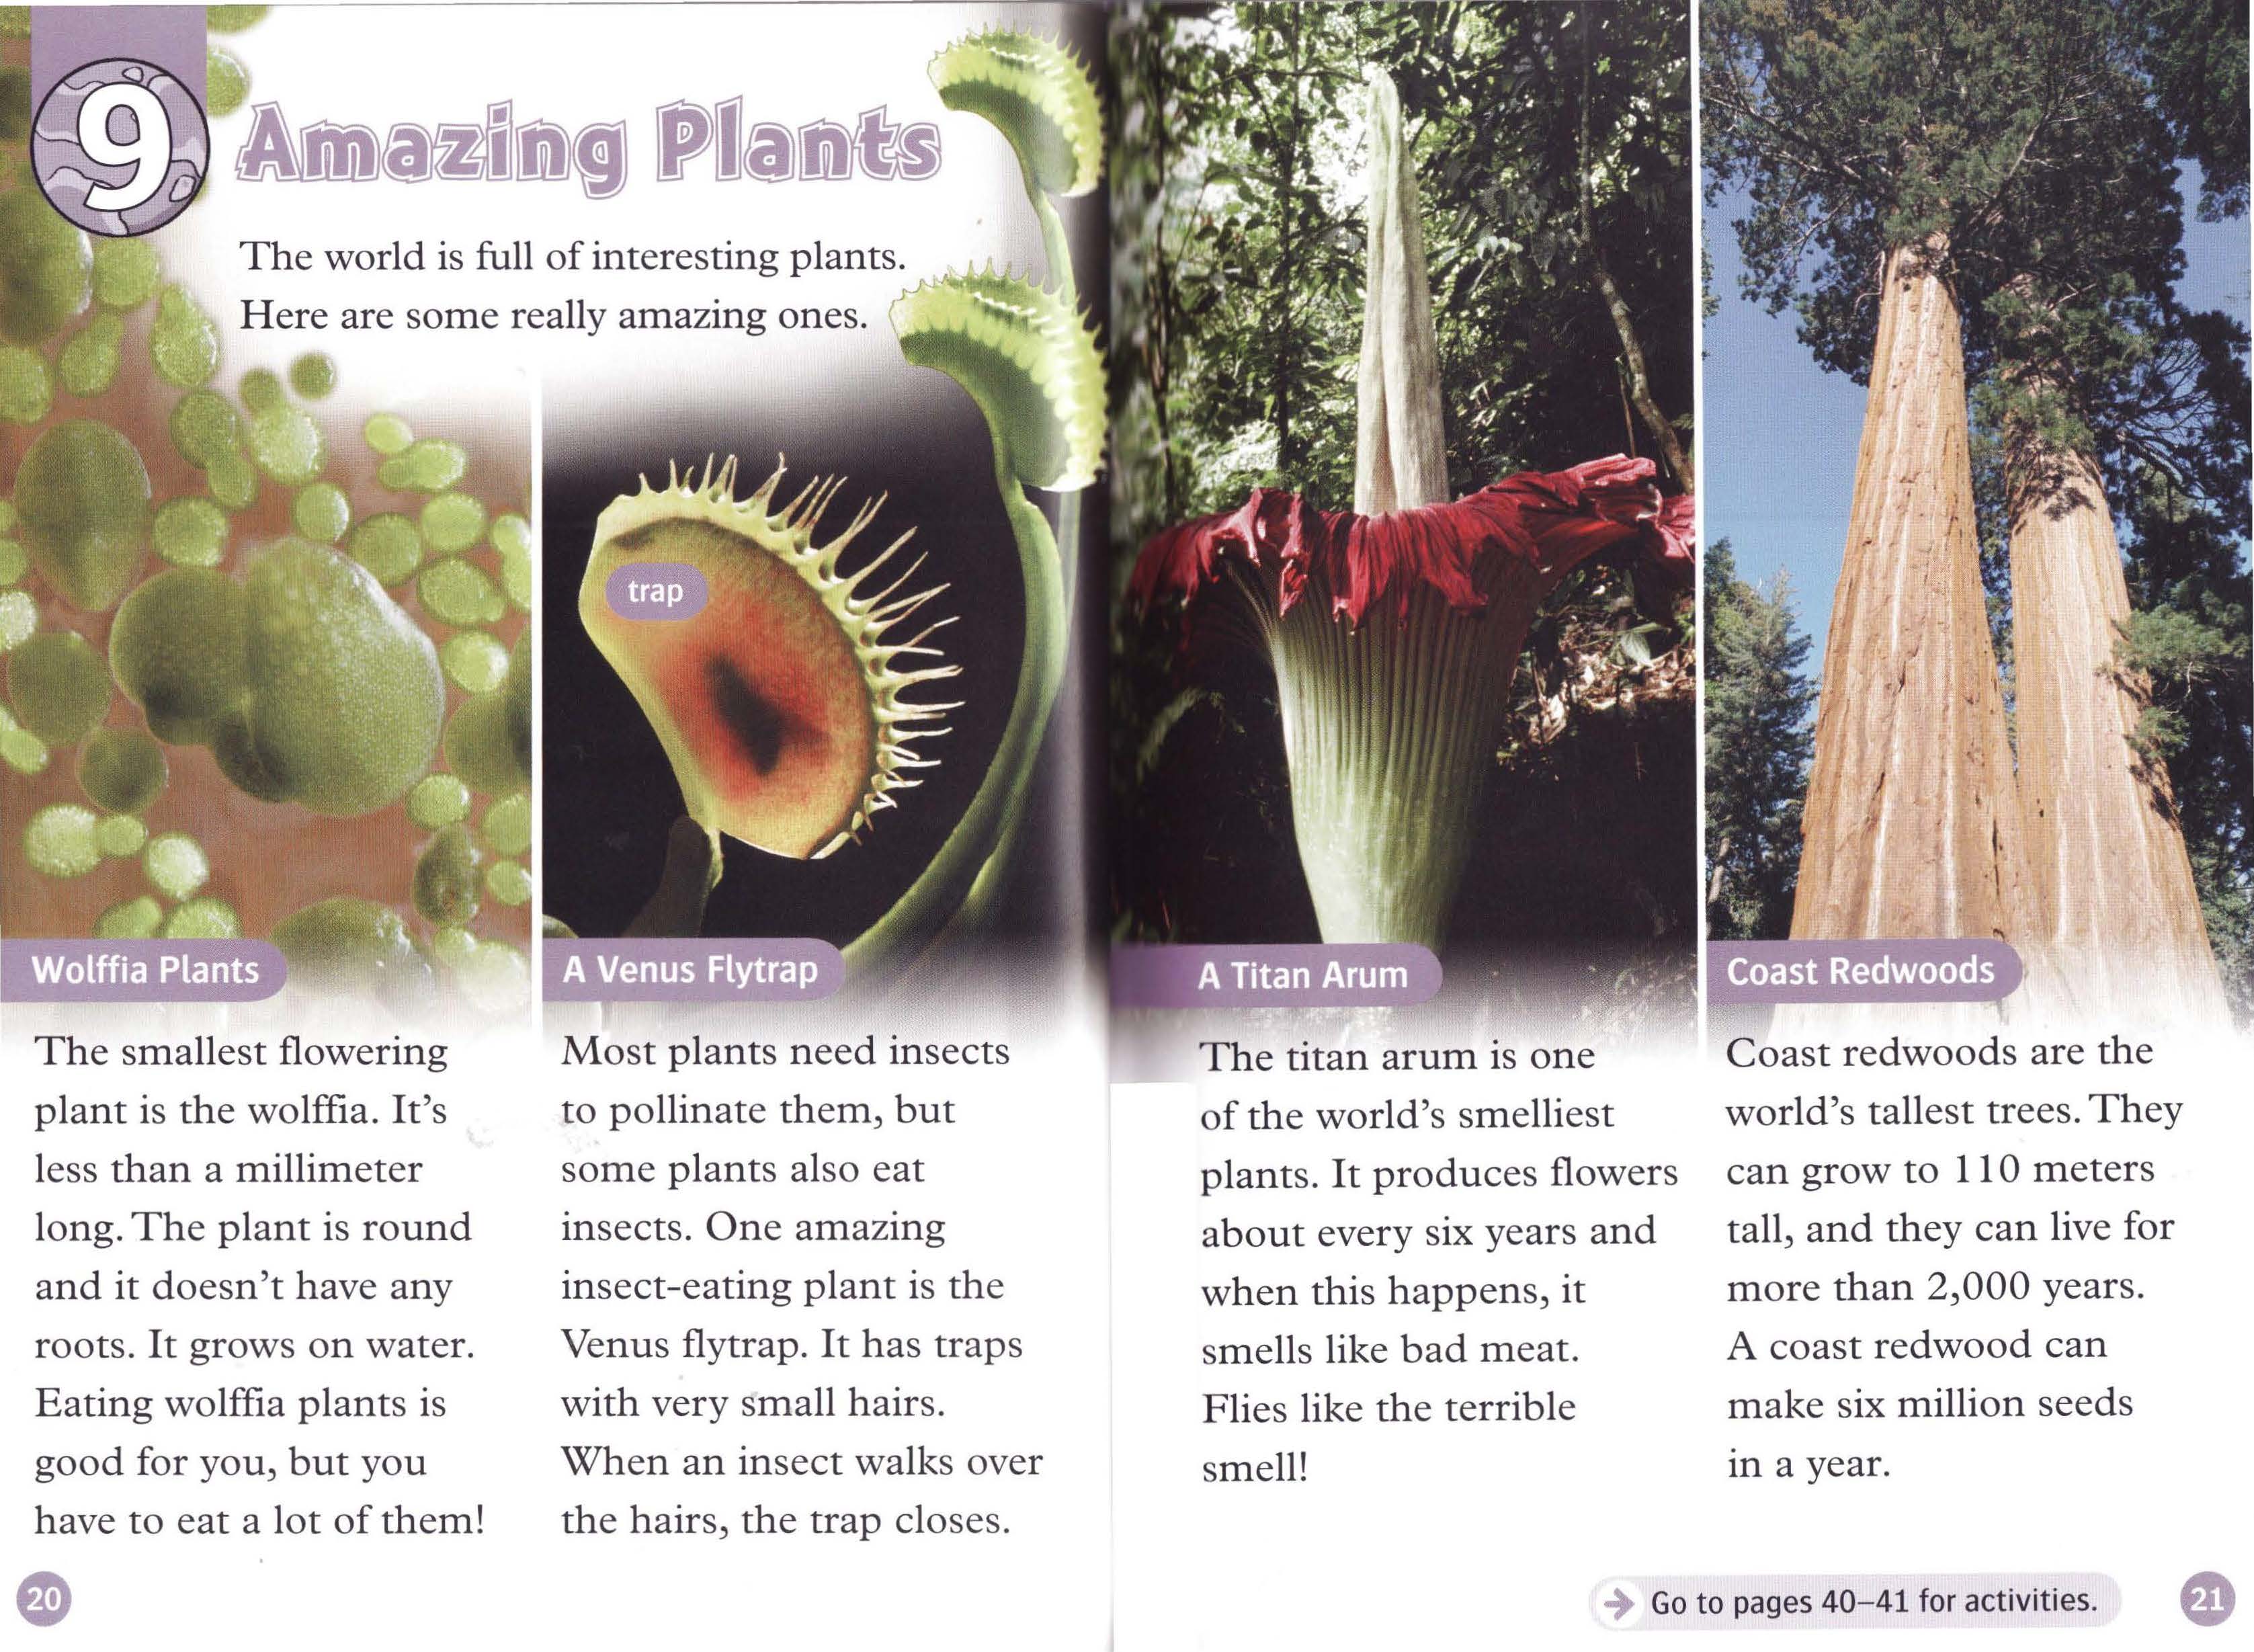 9
Amazing Plants
The world is full of interesting plants.
Here are some really amazing ones.
Wolffia Plants
The smallest flowering
plant is the wolffia. It's
less than a millimeter
long. The plant is round
and it doesn't have any
roots. It grows on water.
Eating wolffia plants is
good for you, but you
have to eat a lot of them!
trap
A Venus Flytrap
Most plants need insects
to pollinate them, but
some plants also eat
insects. One amazing
insect-eating plant is the
Venus flytrap. It has traps
with very small hairs.
When an insect walks over
the hairs, the trap closes.
20
A Titan Arum
The titan arum is one
of the world's smelliest
plants. It produces flowers
about every six years and
when this happens, it
smells like bad meat.
Flies like the terrible
smell!
Coast Redwoods
Coast redwoods are the
world's tallest trees. They
can grow to 110 meters
tall, and they can live for
more than 2,000 years.
A coast redwood can
make six million seeds
in a year.
Go to pages 40–41 for activities.
21